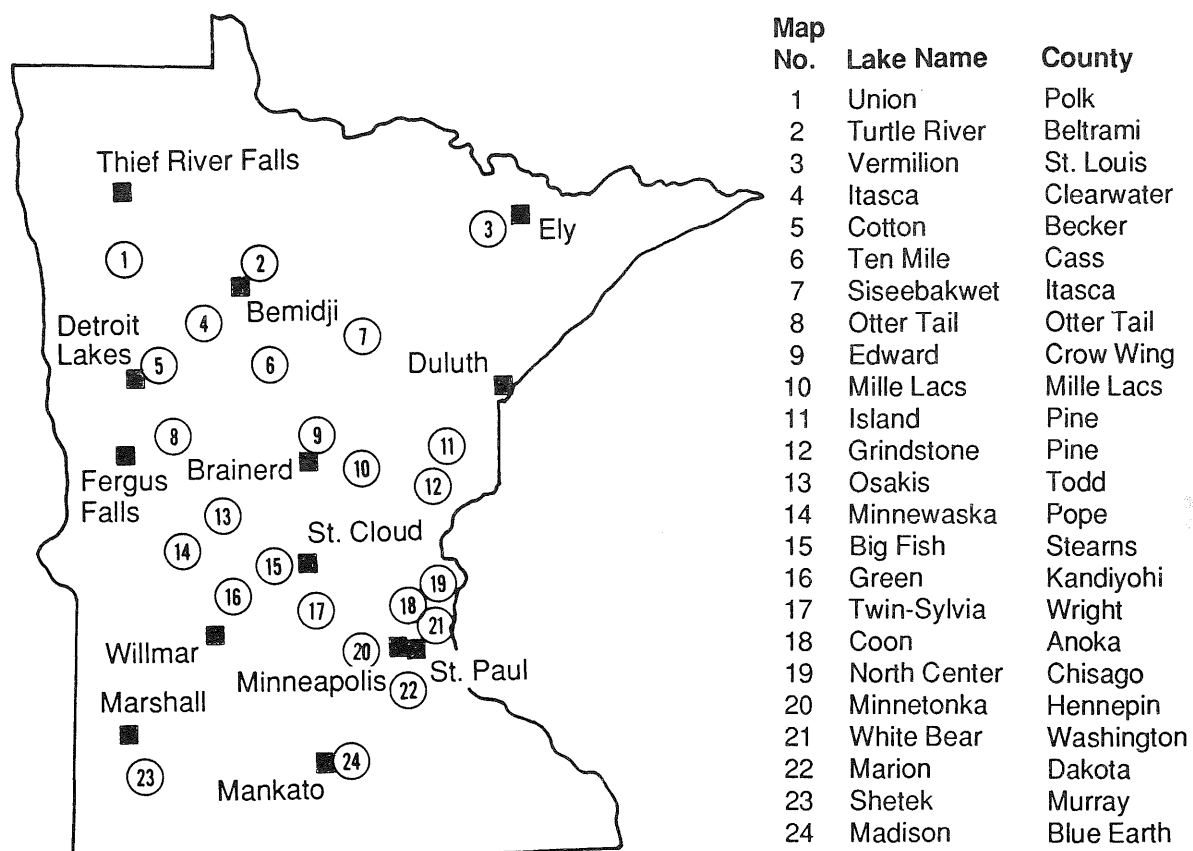 Thief River Falls
3
Ely
1
2
Bemidji
4
7
Detroit
Lakes
5
6
Duluth
8
9
11
Brainerd
10
12
Fergus
Falls
13
St. Cloud
14
15
19
16
17
18
21
Willmar
20
St. Paul
Minneapolis
22
Marshall
23
24
Mankato
Map
No. Lake Name County
1 Union Polk
2 Turtle River Beltrami
3 Vermilion St. Louis
4 Itasca Clearwater
5 Cotton Becker
6 Ten Mile Cass
7 Siseebakwet Itasca
8 Otter Tail Otter Tail
9 Edward Crow Wing
10 Mille Lacs Mille Lacs
11 Island Pine
12 Grindstone Pine
13 Osakis Todd
14 Minnewaska Pope
15 Big Fish Stearns
16 Green Kandiyohi
17 Twin-Sylvia Wright
18 Coon Anoka
19 North Center Chisago
20 Minnetonka Hennepin
21 White Bear Washington
22 Marion Dakota
23 Shetek Murray
24 Madison Blue Earth